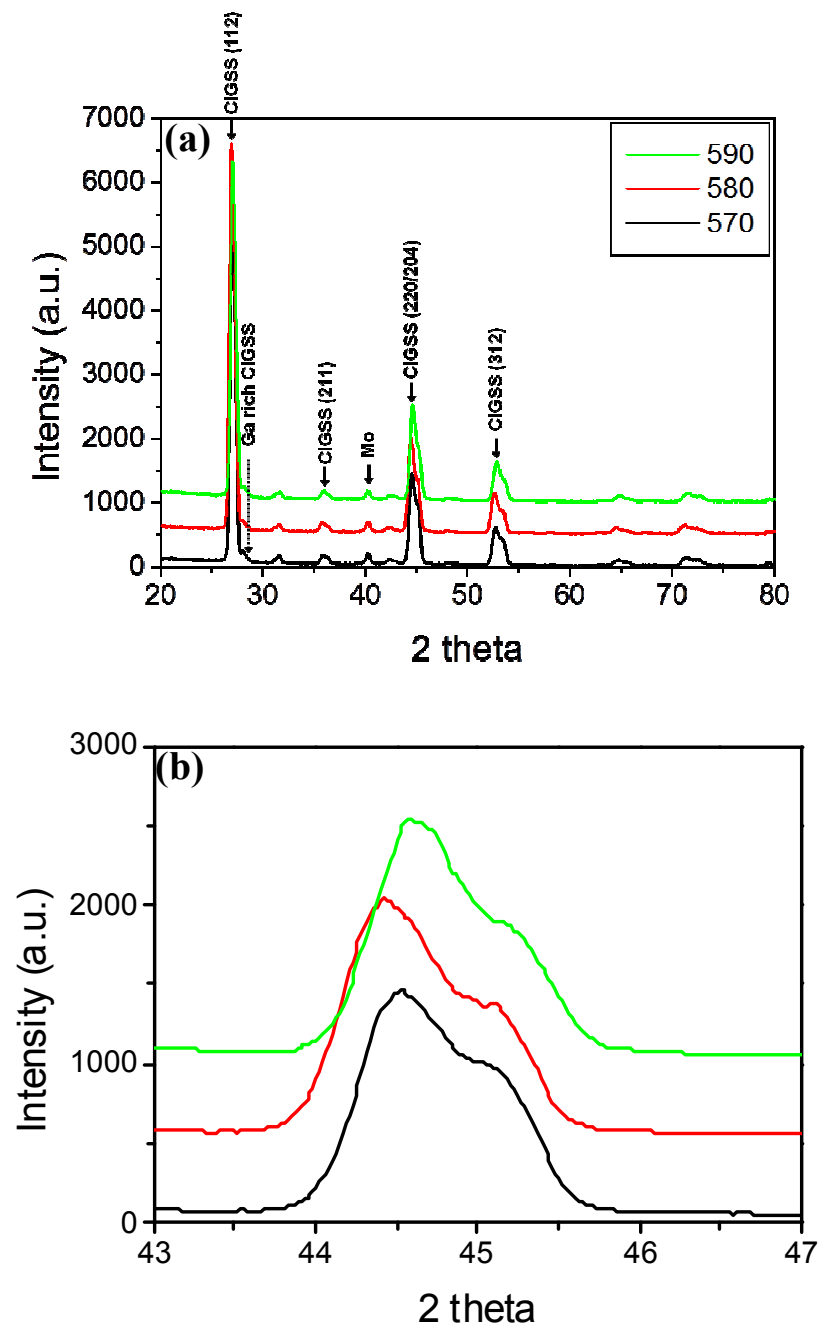 CIGSS (112)
7000
(a)
590
580
570
6000
5000
4000
3000
2000
1000
0
Intensity (a.u.)
Ga rich CIGSS
CIGSS (211)
Mo
CIGSS (220/204)
CIGSS (312)
20 30 40 50 60 70 80
2 theta
3000
(b)
2000
1000
0
Intensity (a.u.)
43 44 45 46 47
2 theta